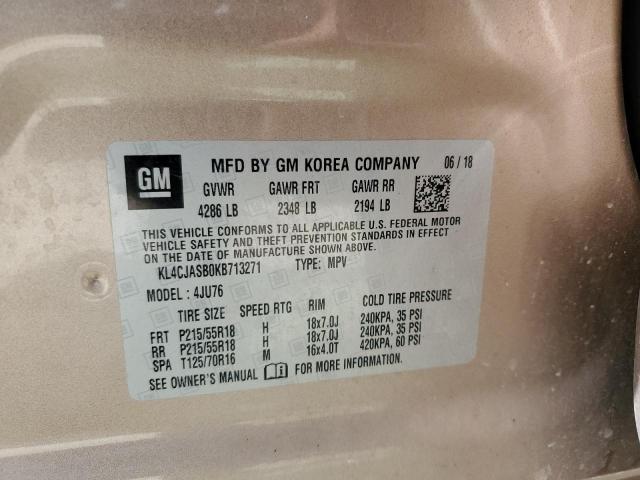 GM
MFD BY GM KOREA COMPANY 06 / 18
GVWR GAWR FRT GAWR RR
4286 LB 2348 LB 2194 LB
THIS VEHICLE CONFORMS TO ALL APPLICABLE U.S. FEDERAL MOTOR
VEHICLE SAFETY AND THEFT PREVENTION STANDARDS IN EFFECT
ON THE DATE OF MANUFACTURE SHOWN ABOVE.
KL4CJASB0KB713271 TYPE: MPV
MODEL : 4JU76
TIRE SIZE SPEED RTG RIM COLD TIRE PRESSURE
FRT P215/55R18 H 18x7.0J 240KPA, 35 PSI
RR P215/55R18 H 18x7.0J 240KPA, 35 PSI
SPA T125/70R16 M 16x4.0T 420KPA, 60 PSI
SEE OWNER'S MANUAL FOR MORE INFORMATION.